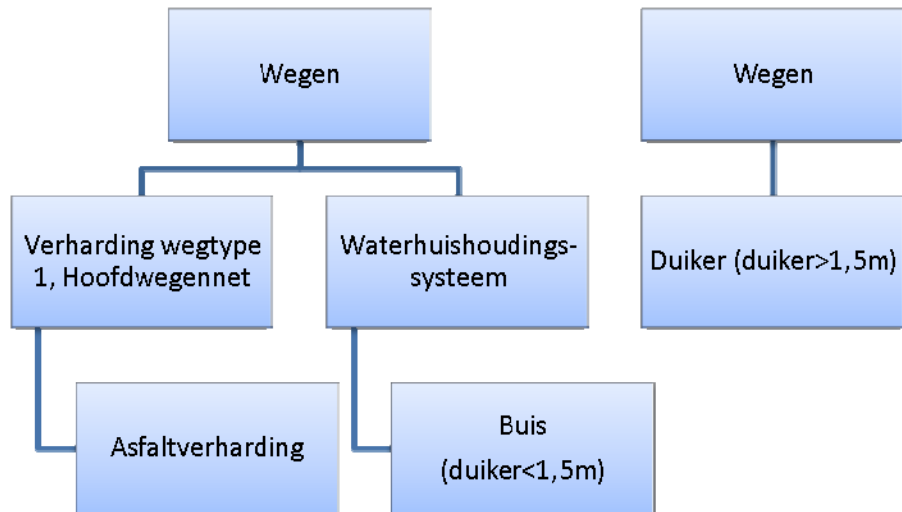 Wegen
Wegen
Verharding wegtype
1, Hoofdwegennet
Waterhuishoudings-
systeem
Duiker (duiker>1,5m)
Asfaltverharding
Buis
(duiker<1,5m)